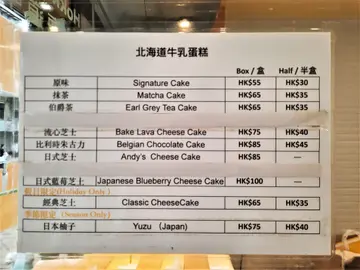 北海道牛乳蛋糕
Box / 盒 Half / 半盒
原味 Signature Cake HK$55 HK$30
抹茶 Matcha Cake HK$65 HK$35
伯爵茶 Earl Grey Tea Cake HK$65 HK$35
流心芝士 Bake Lava Cheese Cake HK$75 HK$40
比利時朱古力 Belgian Chocolate Cake HK$85 HK$45
日式芝士 Andy's Cheese Cake HK$85 —
日式藍莓芝士 Japanese Blueberry Cheese Cake HK$100 —
假日限定(Holiday Only)
經典芝士 Classic CheeseCake HK$65 HK$35
季節限定 (Season Only)
日本柚子 Yuzu (Japan) HK$75 HK$40